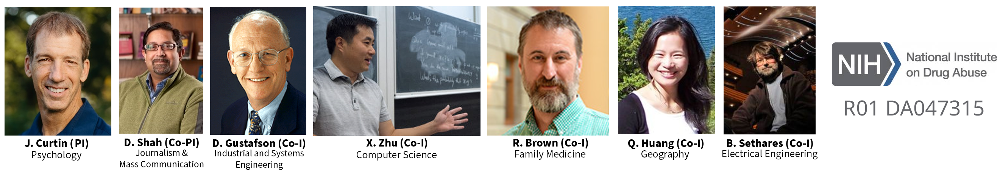 J. Curtin (PI)
Psychology
D. Shah (Co-PI)
Journalism &
Mass Communication
D. Gustafson (Co-I)
Industrial and Systems
Engineering
Want
X. Zhu (Co-I)
Computer Science
R. Brown (Co-I)
Family Medicine
Q. Huang (Co-I)
Geography
B. Sethares (Co-I)
Electrical Engineering
NIH
National Institute
on Drug Abuse
R01 DA047315